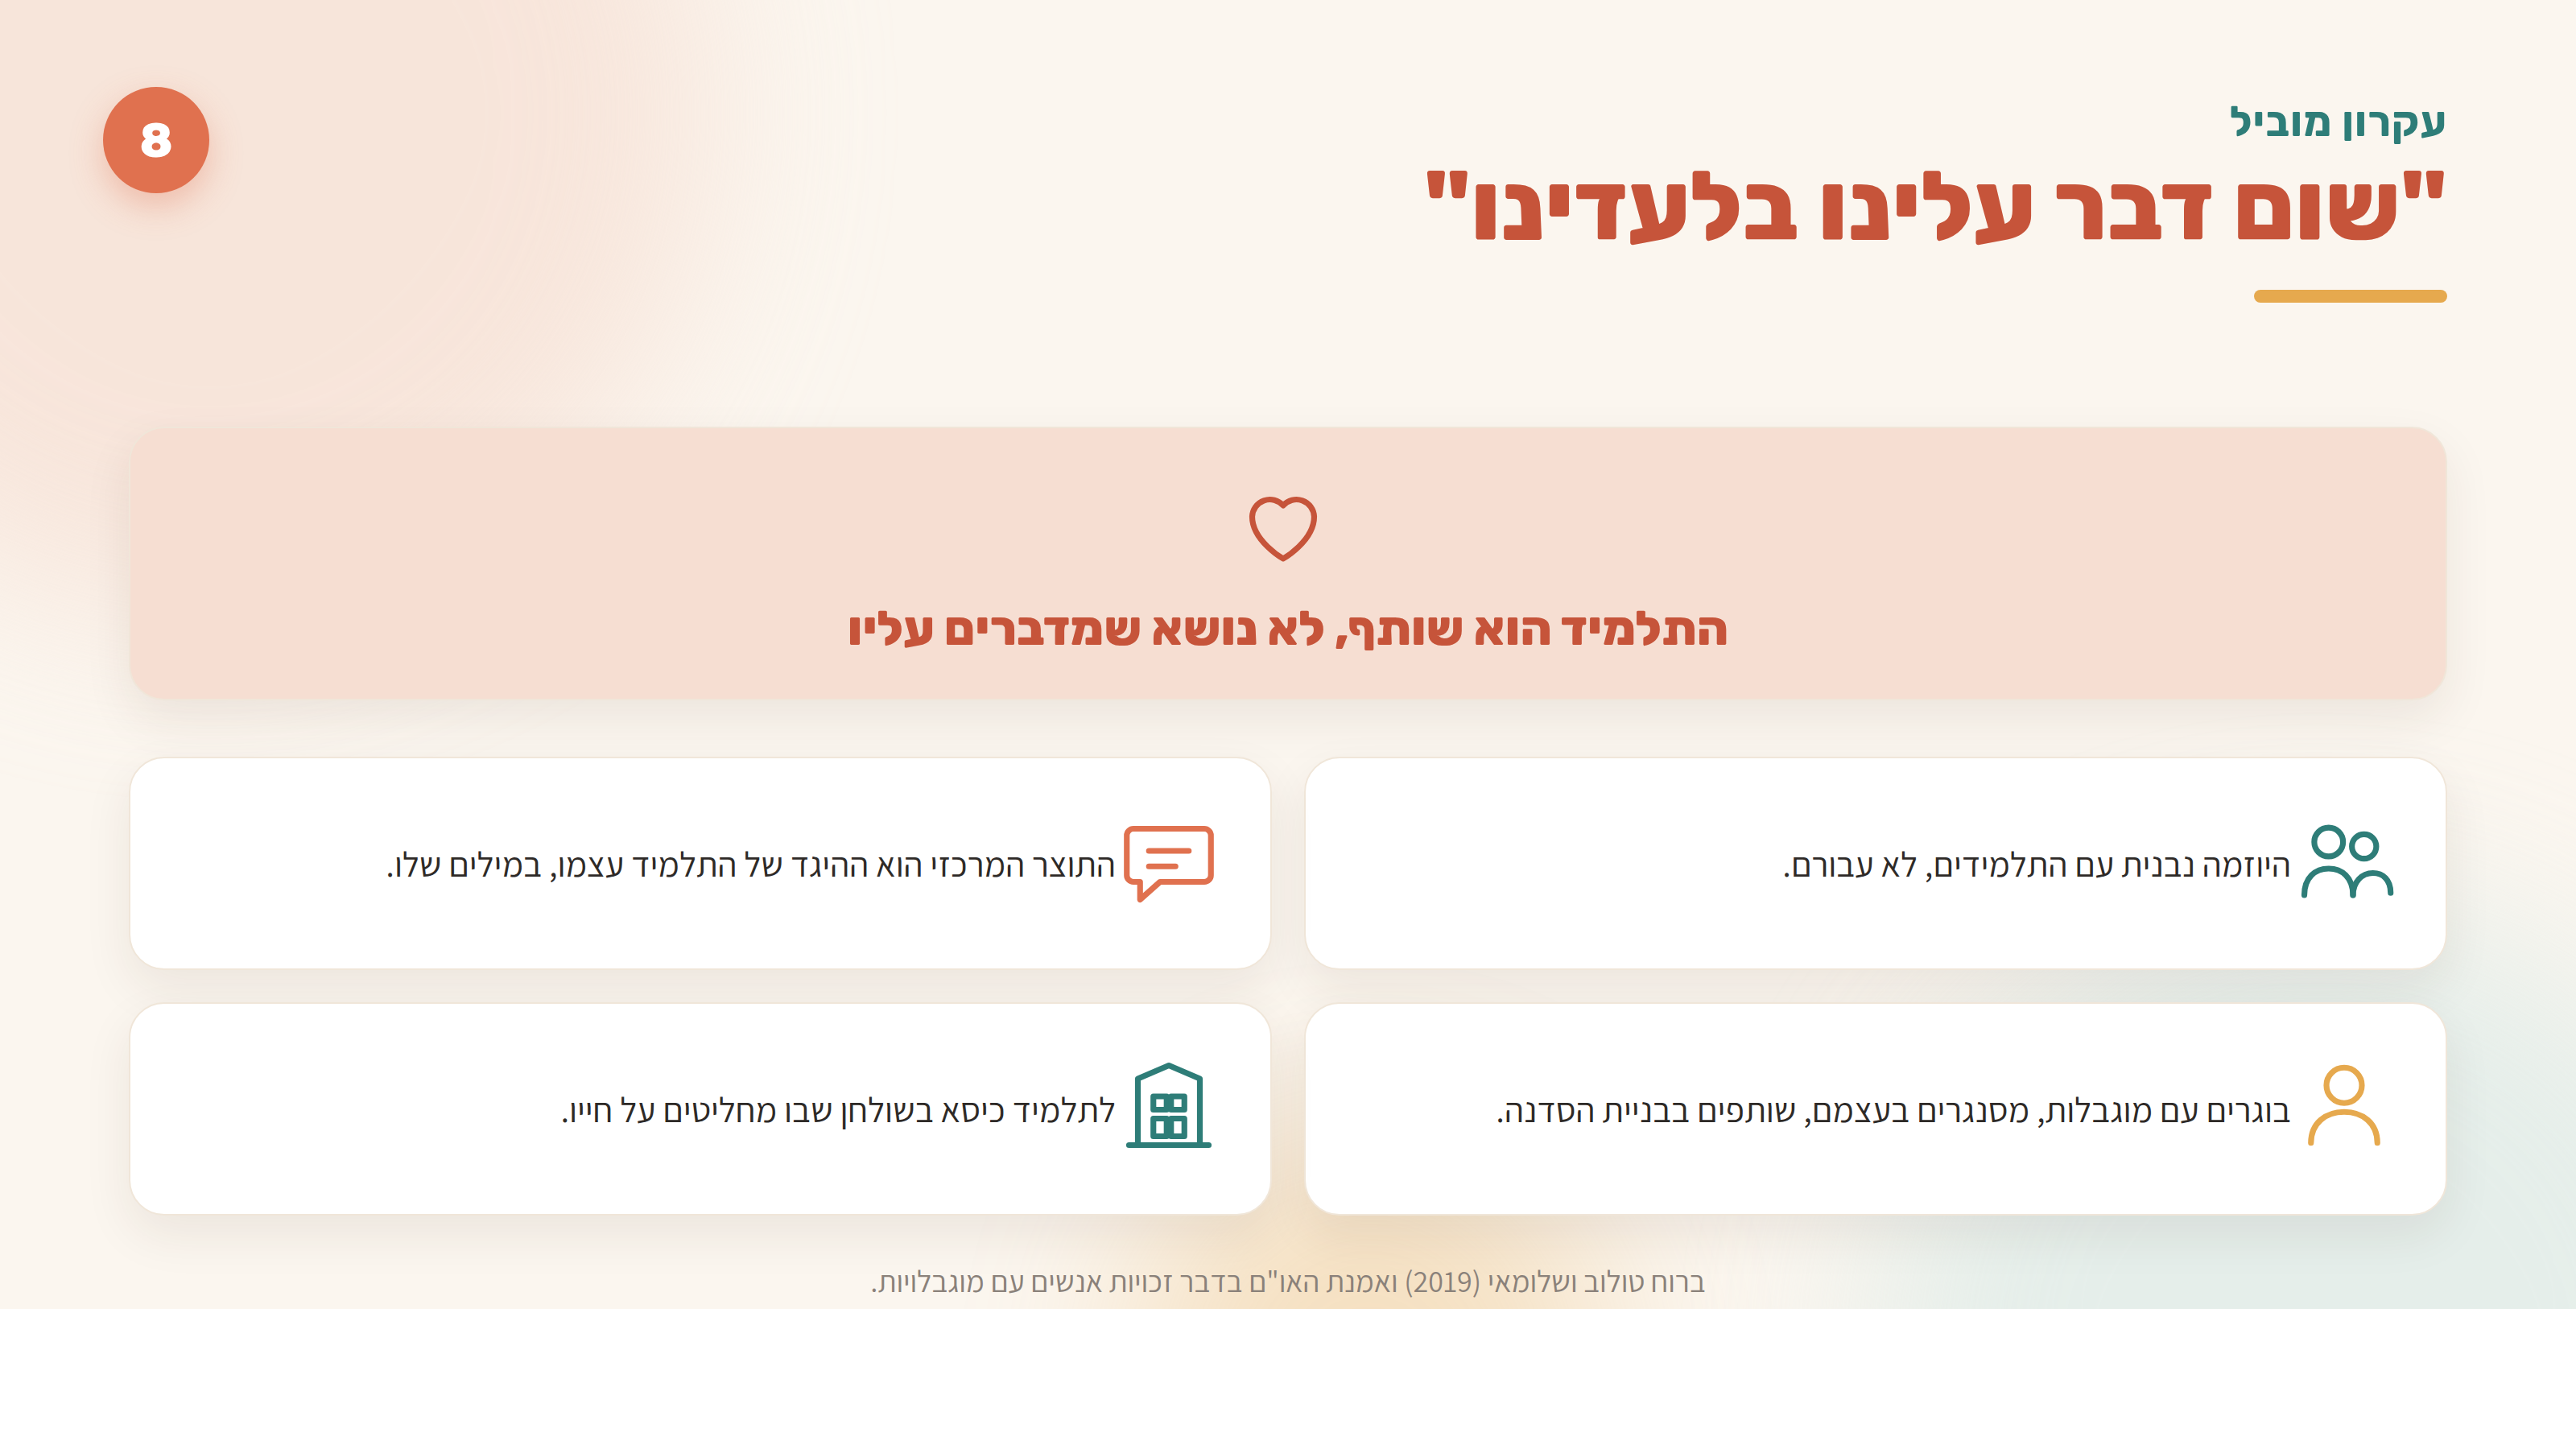 עקרון מוביל
8
"שום דבר עלינו בלעדינו"
התלמיד הוא שותף, לא נושא שמדברים עליו
היוזמה נבנית עם התלמידים, לא עבורם.
התוצר המרכזי הוא ההיגד של התלמיד עצמו, במילים שלו.
בוגרים עם מוגבלות, מסנגרים בעצמם, שותפים בבניית הסדנה.
לתלמיד כיסא בשולחן שבו מחליטים על חייו.
ברוח טולוב ושלומאי (2019) ואמנת האו"ם בדבר זכויות אנשים עם מוגבלויות.